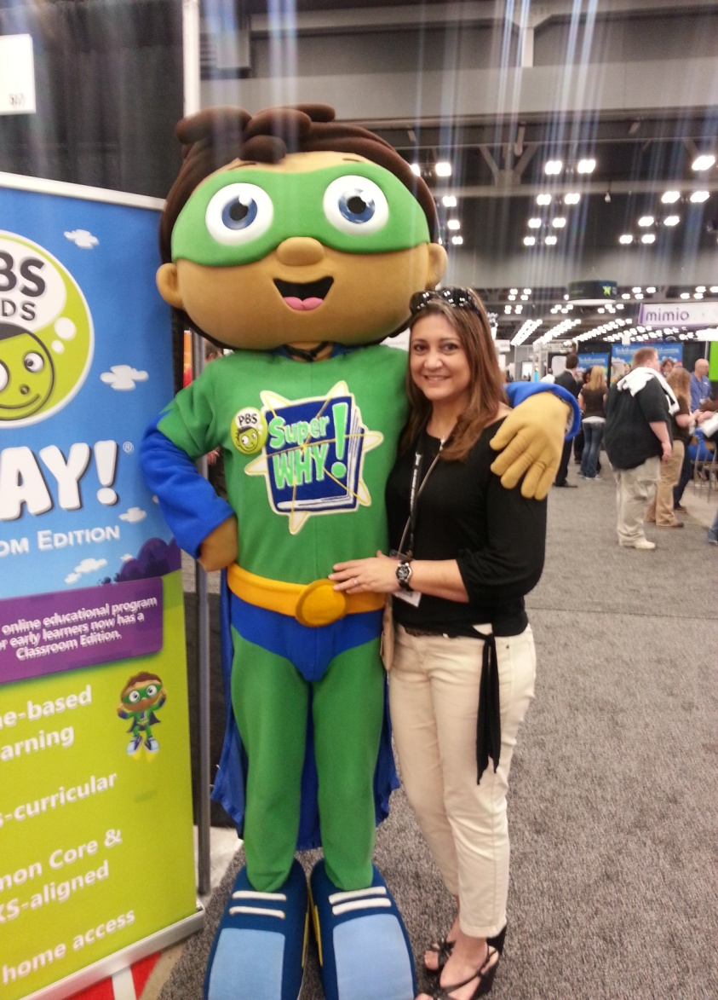 BS
DS
AY!®
OM EDITION
online educational program
r early learners now has a
Classroom Edition.
e-based
arning
s-curricular
mon Core &
KS-aligned
home access
PBS
Super
WHY!
mimio